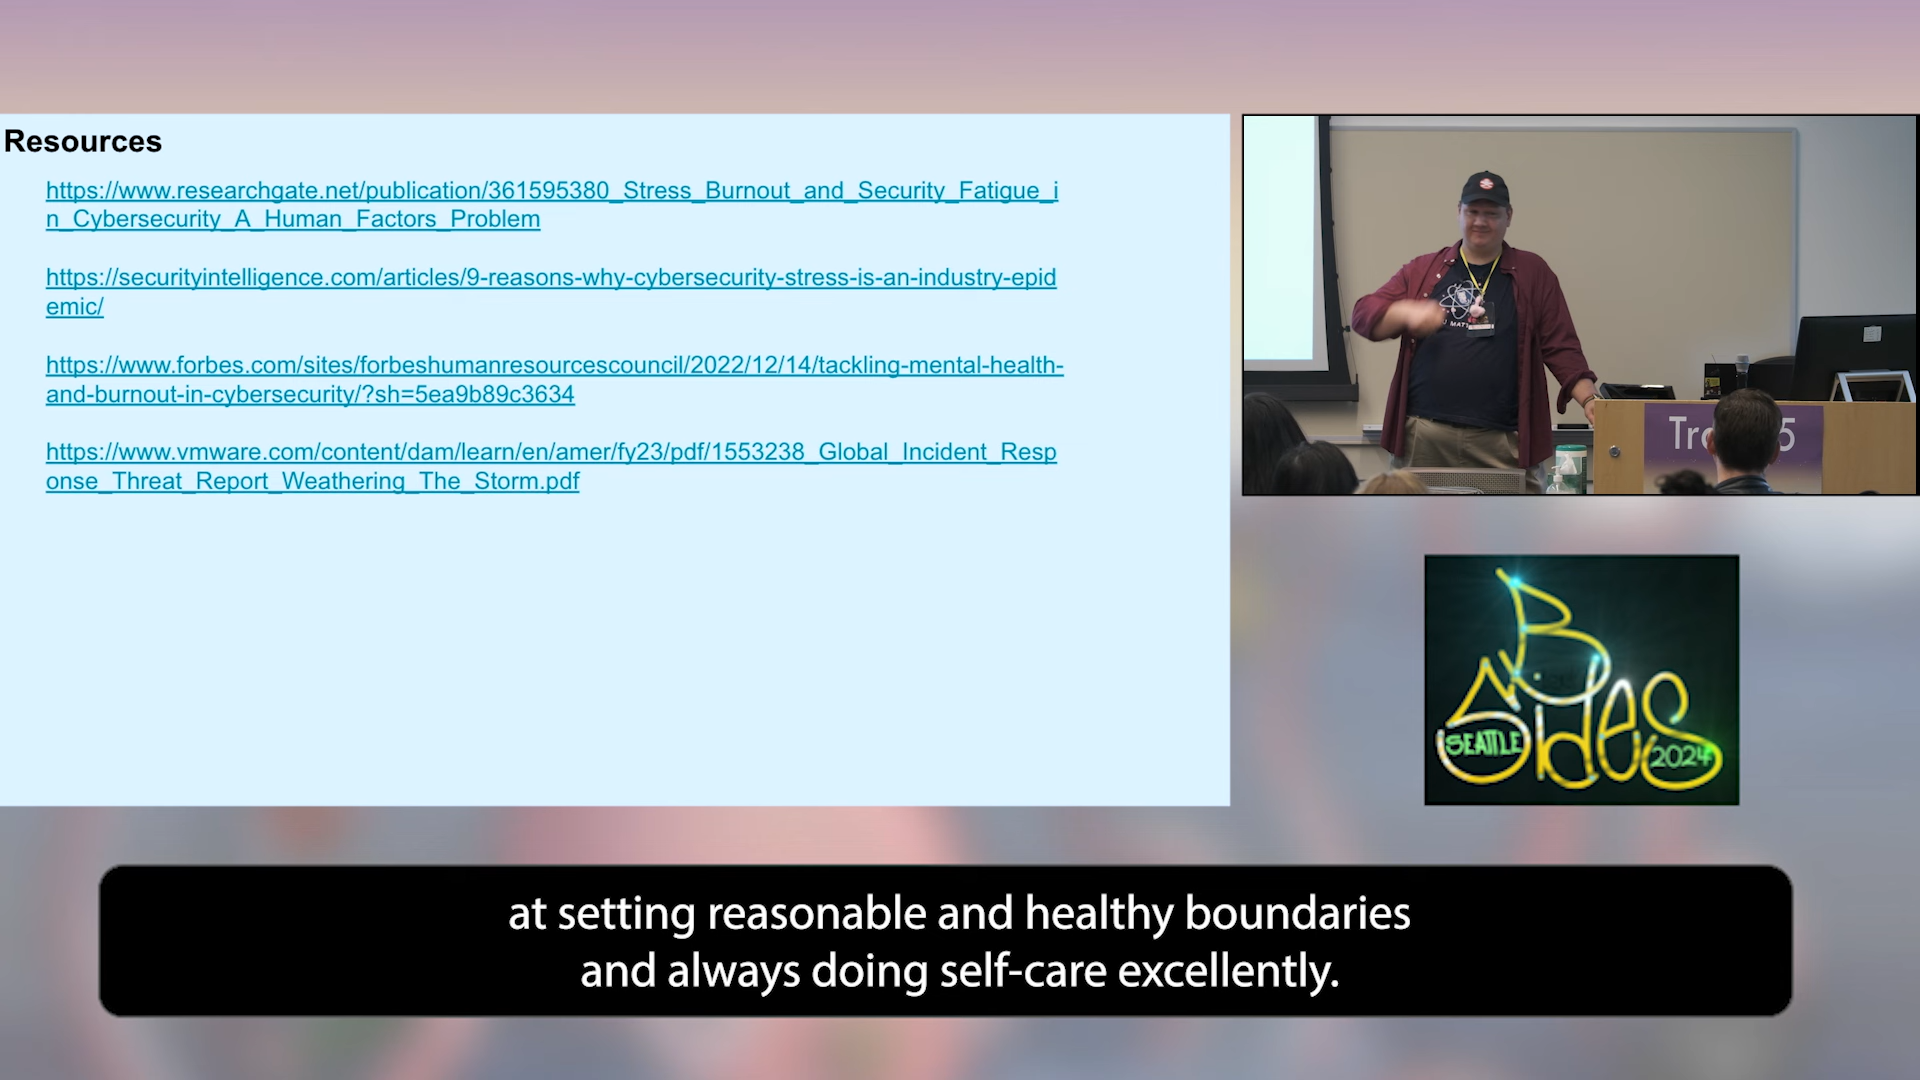 Resources
https://www.researchgate.net/publication/361595380_Stress_Burnout_and_Security_Fatigue_i
n_Cybersecurity_A_Human_Factors_Problem
https://securityintelligence.com/articles/9-reasons-why-cybersecurity-stress-is-an-industry-epid
emic/
https://www.forbes.com/sites/forbeshumanresourcescouncil/2022/12/14/tackling-mental-health-
and-burnout-in-cybersecurity/?sh=5ea9b89c3634
https://www.vmware.com/content/dam/learn/en/amer/fy23/pdf/1553238_Global_Incident_Resp
onse_Threat_Report_Weathering_The_Storm.pdf
BSides
SEATTLE
2024
at setting reasonable and healthy boundaries
and always doing self-care excellently.